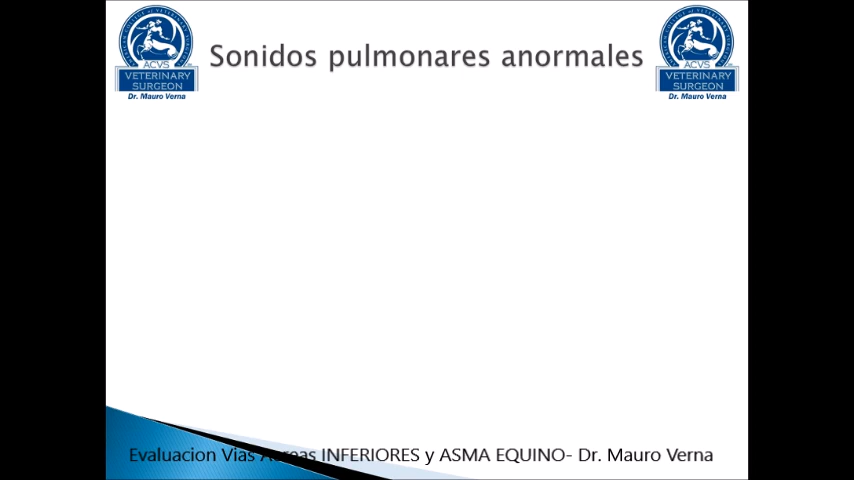 Sonidos pulmonares anormales
ACVS
VETERINARY
SURGEON
Dr. Mauro Verna
ACVS
VETERINARY
SURGEON
Dr. Mauro Verna
Evaluacion Vias Aereas INFERIORES y ASMA EQUINO- Dr. Mauro Verna